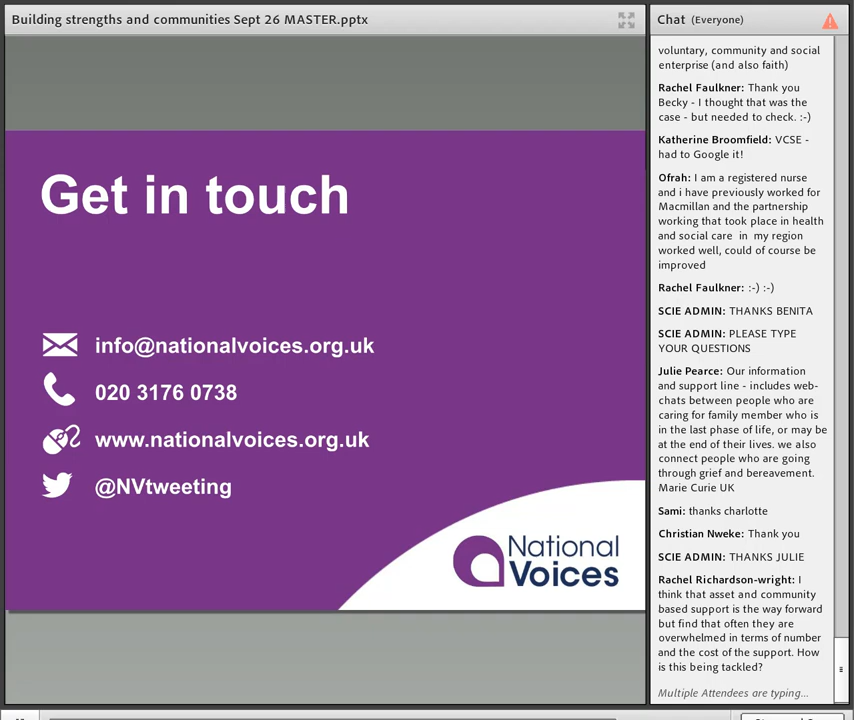 Building strengths and communities Sept 26 MASTER.pptx
Get in touch
info@nationalvoices.org.uk
020 3176 0738
www.nationalvoices.org.uk
@NVtweeting
National
Voices
Chat (Everyone)
voluntary, community and social
enterprise (and also faith)
Rachel Faulkner: Thank you
Becky - I thought that was the
case - but needed to check. :-)
Katherine Broomfield: VCSE -
had to Google it!
Ofrah: I am a registered nurse
and i have previously worked for
Macmillan and the partnership
working that took place in health
and social care in my region
worked well, could of course be
improved
Rachel Faulkner: :-) :-)
SCIE ADMIN: THANKS BENITA
SCIE ADMIN: PLEASE TYPE
YOUR QUESTIONS
Julie Pearce: Our information
and support line - includes web-
chats between people who are
caring for family member who is
in the last phase of life, or may be
at the end of their lives. we also
connect people who are going
through grief and bereavement.
Marie Curie UK
Sami: thanks charlotte
Christian Nweke: Thank you
SCIE ADMIN: THANKS JULIE
Rachel Richardson-wright: I
think that asset and community
based support is the way forward
but find that often they are
overwhelmed in terms of number
and the cost of the support. How
is this being tackled?
Multiple Attendees are typing...